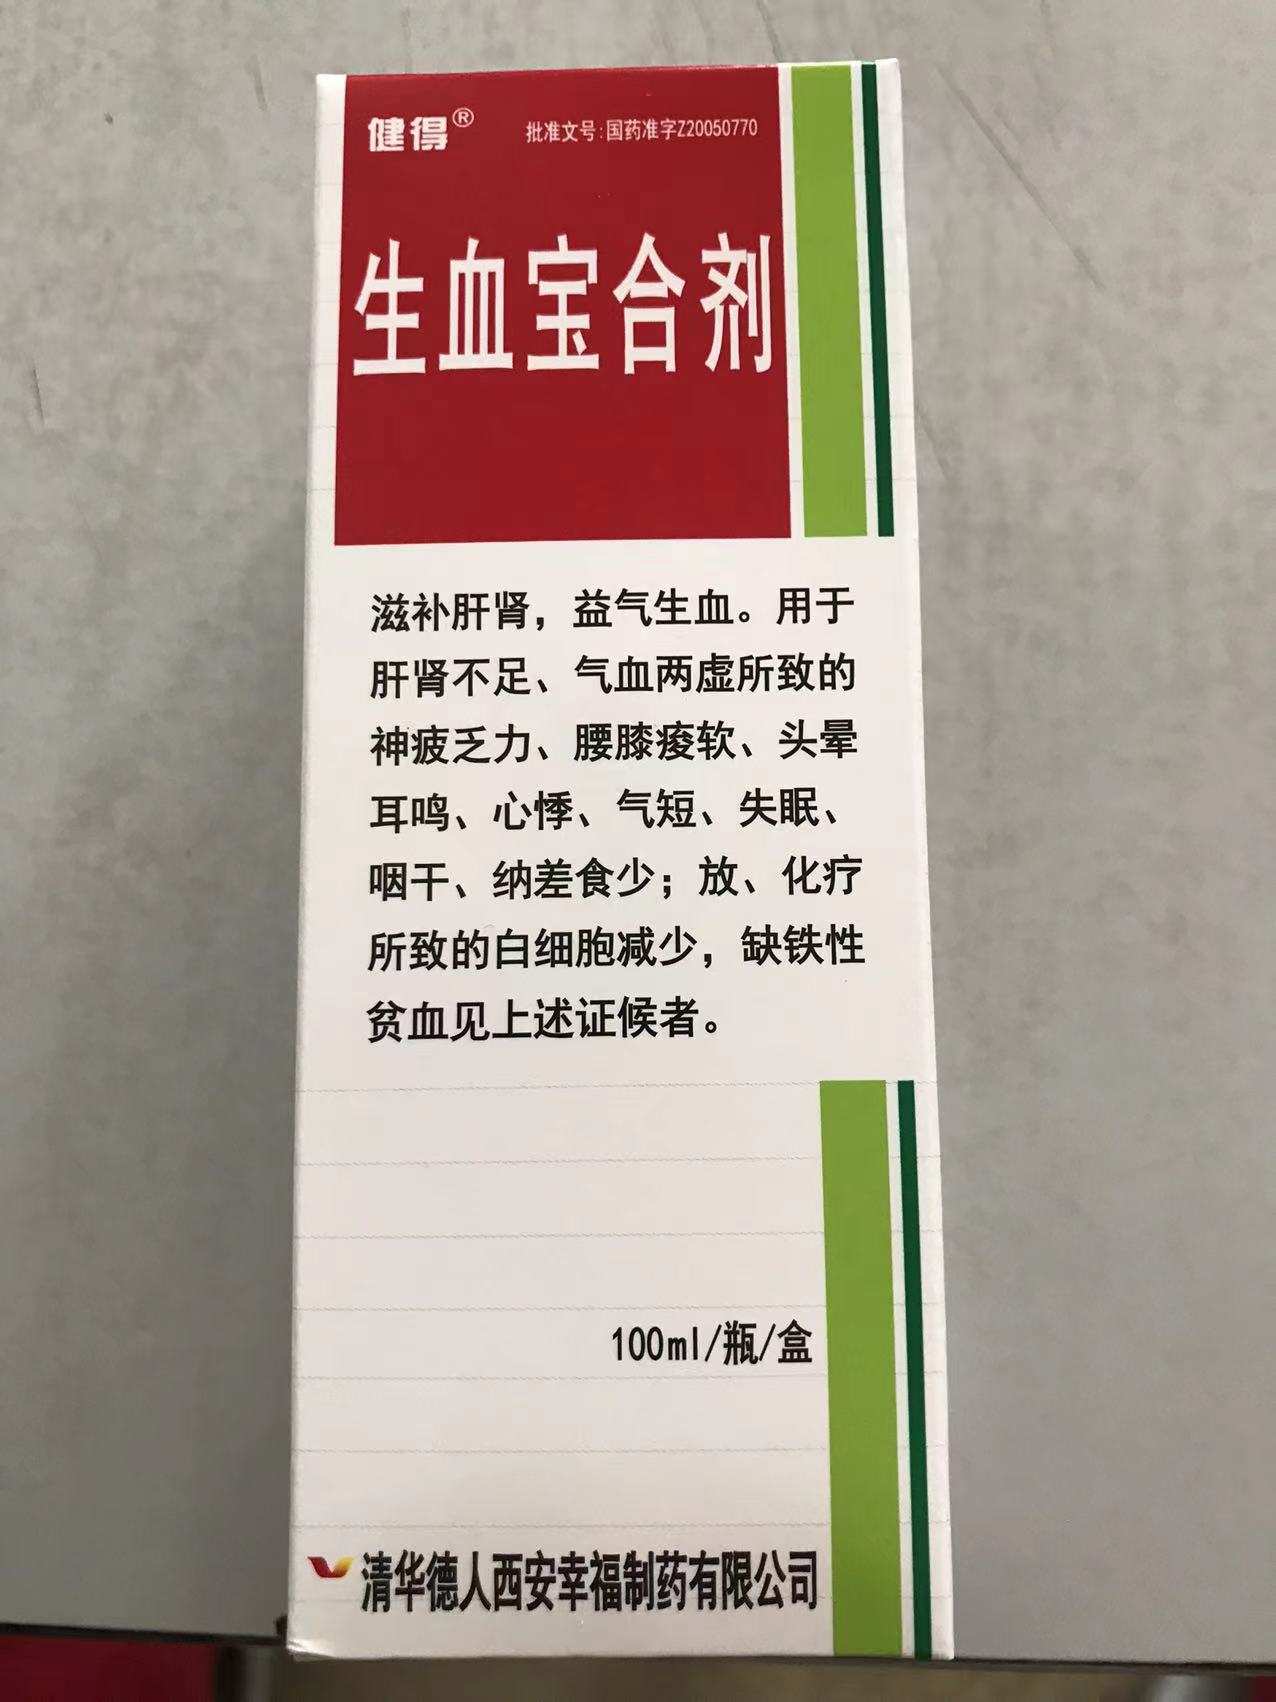 健得®
批准文号:国药准字Z20050770
生血宝合剂
滋补肝肾，益气生血。用于
肝肾不足、气血两虚所致的
神疲乏力、腰膝痠软、头晕
耳鸣、心悸、气短、失眠、
咽干、纳差食少；放、化疗
所致的白细胞减少，缺铁性
贫血见上述证候者。
100ml/瓶/盒
清华德人西安幸福制药有限公司